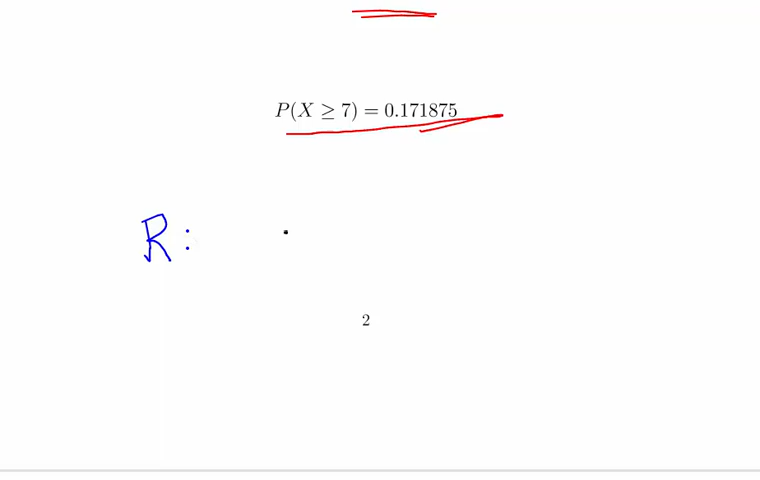 P(X ≥ 7) = 0.171875
R:
2